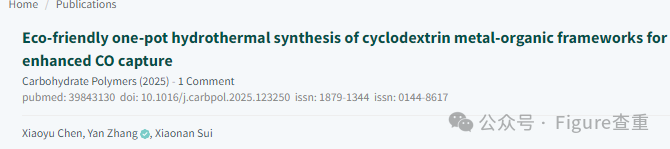 Home / Publications
Eco-friendly one-pot hydrothermal synthesis of cyclodextrin metal-organic frameworks for
enhanced CO capture
Carbohydrate Polymers (2025) - 1 Comment
pubmed: 39843130 doi: 10.1016/j.carbpol.2025.123250 issn: 1879-1344 issn: 0144-8617
公众号 · Figure查重
Xiaoyu Chen, Yan Zhang, Xiaonan Sui